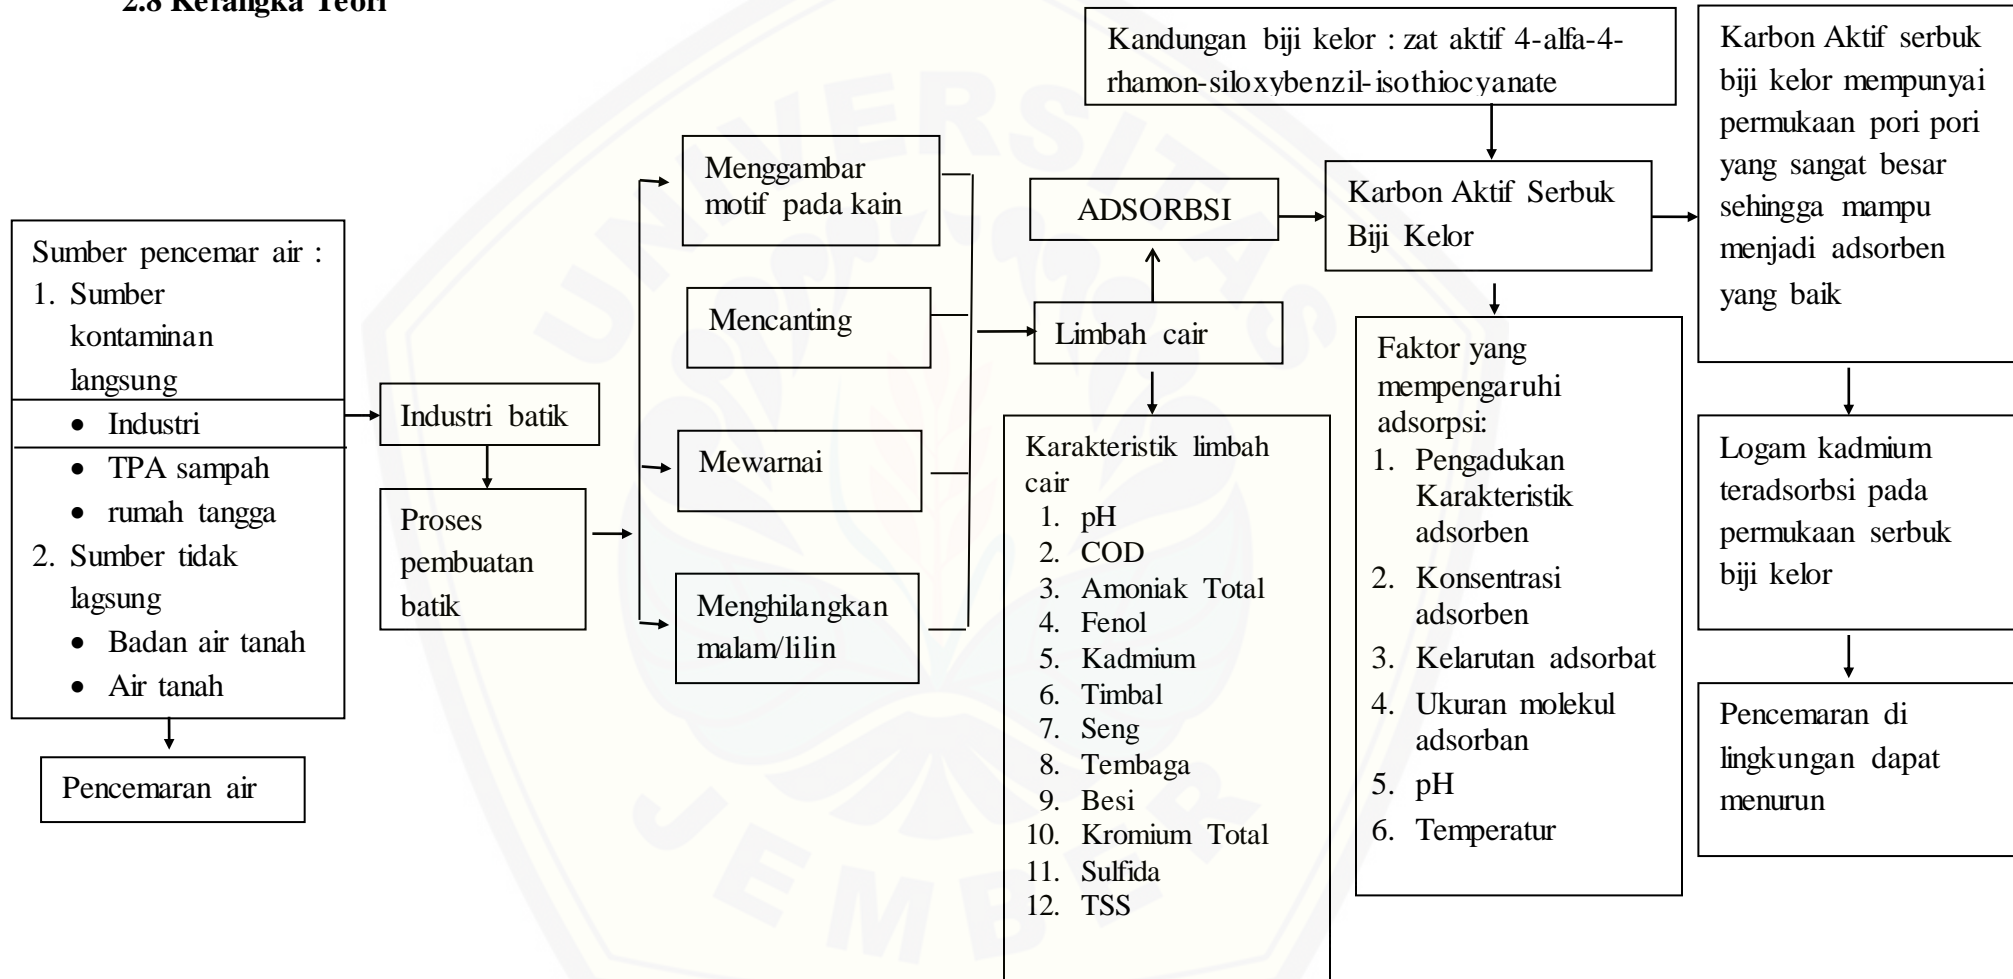 2.8 Kerangka Teori
Sumber pencemar air :
1. Sumber
kontaminan
langsung
• Industri
• TPA sampah
• rumah tangga
2. Sumber tidak
lagsung
• Badan air tanah
• Air tanah
Pencemaran air
Industri batik
Proses
pembuatan
batik
Menggambar
motif pada kain
Mencanting
Mewarnai
Menghilangkan
malam/lilin
Limbah cair
ADSORBSI
Karakteristik limbah
cair
1. pH
2. COD
3. Amoniak Total
4. Fenol
5. Kadmium
6. Timbal
7. Seng
8. Tembaga
9. Besi
10. Kromium Total
11. Sulfida
12. TSS
Kandungan biji kelor : zat aktif 4-alfa-4-
rhamon-siloxybenzil-isothiocyanate
Karbon Aktif Serbuk
Biji Kelor
Faktor yang
mempengaruhi
adsorpsi:
1. Pengadukan
Karakteristik
adsorben
2. Konsentrasi
adsorben
3. Kelarutan adsorbat
4. Ukuran molekul
adsorban
5. pH
6. Temperatur
Karbon Aktif serbuk
biji kelor mempunyai
permukaan pori pori
yang sangat besar
sehingga mampu
menjadi adsorben
yang baik
Logam kadmium
teradsorbsi pada
permukaan serbuk
biji kelor
Pencemaran di
lingkungan dapat
menurun
UNIVERSITAS
JEMBER